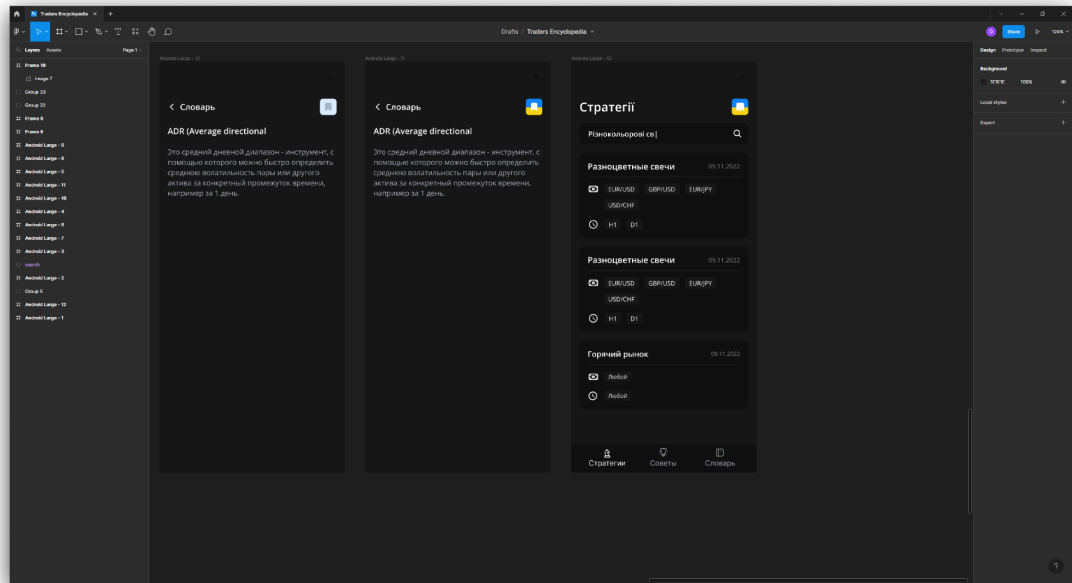 Traders Encyclopedia
Drafts / Traders Encyclopedia
D
Share
124%
Layers
Assets
Page 1
Frame 10
image 7
Group 33
Group 32
Frame 9
Frame 8
Android Large - 9
Android Large - 6
Android Large - 5
Android Large - 11
Android Large - 10
Android Large - 4
Android Large - 8
Android Large - 7
Android Large - 3
search
Android Large - 2
Group 5
Android Large - 12
Android Large - 1
Android Large - 10
Словарь
ADR (Average directional
Это средний дневной диапазон - инструмент, с
помощью которого можно быстро определить
среднюю волатильность пары или другого
актива за конкретный промежуток времени,
например за 1 день.
Android Large - 11
Словарь
ADR (Average directional
Это средний дневной диапазон - инструмент, с
помощью которого можно быстро определить
среднюю волатильность пары или другого
актива за конкретный промежуток времени,
например за 1 день.
Android Large - 12
Стратегії
Різнокольорові св|
Разноцветные свечи 09.11.2022
EUR/USD GBP/USD EUR/JPY
USD/CHF
H1 D1
Разноцветные свечи 09.11.2022
EUR/USD GBP/USD EUR/JPY
USD/CHF
H1 D1
Горячий рынок 09.11.2022
Любой
Любой
Стратегии Советы Словарь
Design Prototype Inspect
Background
1E1E1E 100%
Local styles
Export
?